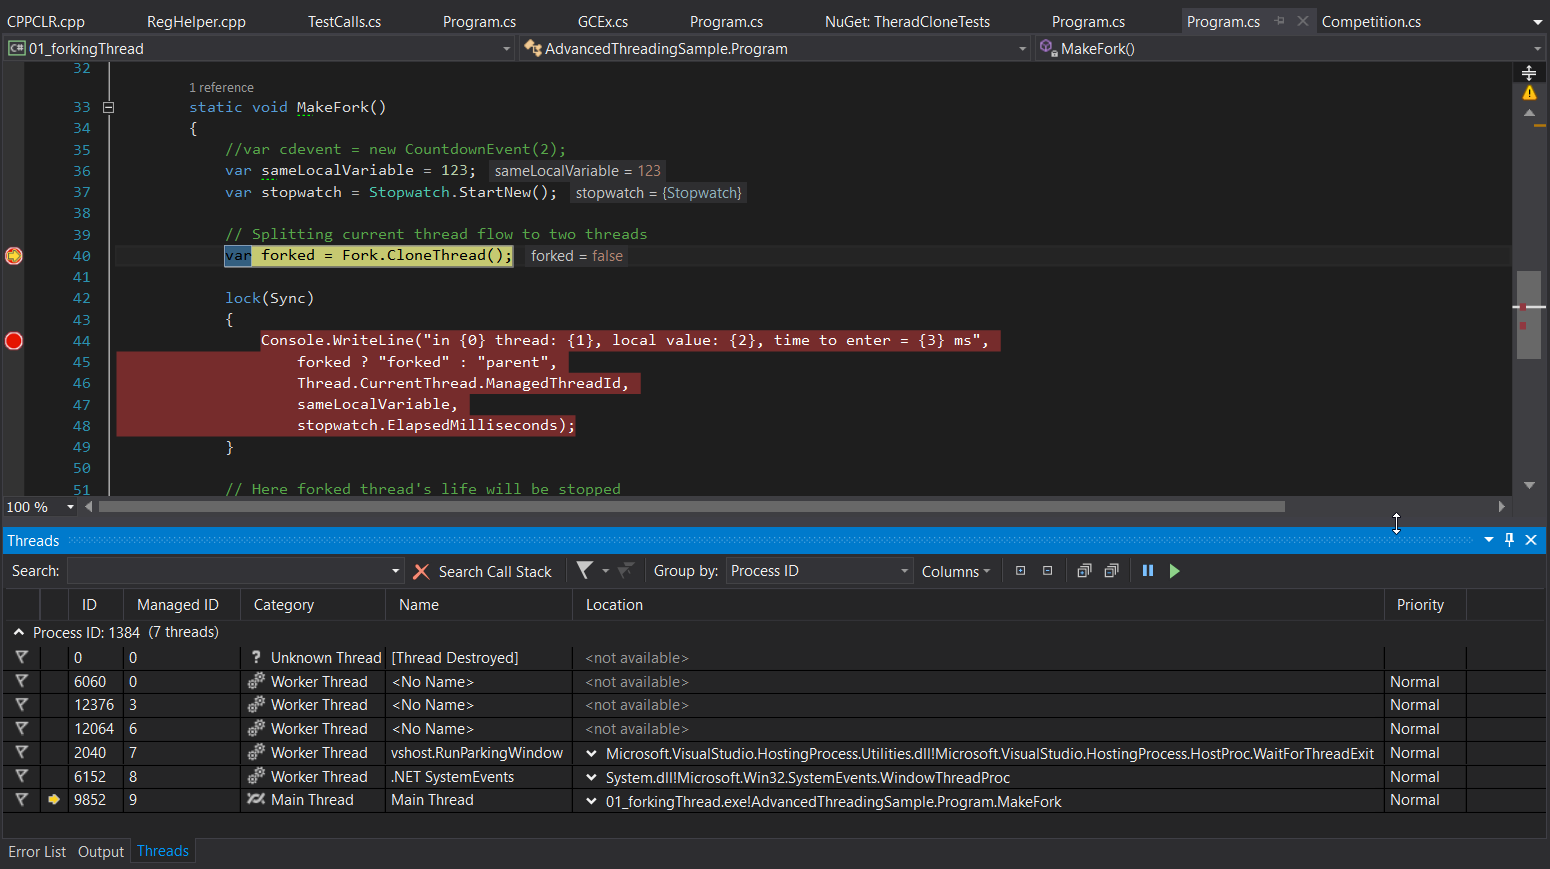 CPPCLR.cpp RegHelper.cpp TestCalls.cs Program.cs GCEx.cs Program.cs NuGet: TheradCloneTests Program.cs Program.cs Competition.cs
C# 01_forkingThread AdvancedThreadingSample.Program MakeFork()
32
1 reference
33 static void MakeFork()
34 {
35 //var cdevent = new CountdownEvent(2);
36 var sameLocalVariable = 123; sameLocalVariable = 123
37 var stopwatch = Stopwatch.StartNew(); stopwatch = {Stopwatch}
38
39 // Splitting current thread flow to two threads
40 var forked = Fork.CloneThread(); forked = false
41
42 lock(Sync)
43 {
44 Console.WriteLine("in {0} thread: {1}, local value: {2}, time to enter = {3} ms",
45 forked ? "forked" : "parent",
46 Thread.CurrentThread.ManagedThreadId,
47 sameLocalVariable,
48 stopwatch.ElapsedMilliseconds);
49 }
50
51 // Here forked thread's life will be stopped
100 %
Threads
Search: Search Call Stack Group by: Process ID Columns
ID Managed ID Category Name Location Priority
Process ID: 1384 (7 threads)
0 0 ? Unknown Thread [Thread Destroyed] <not available>
6060 0 Worker Thread <No Name> <not available> Normal
12376 3 Worker Thread <No Name> <not available> Normal
12064 6 Worker Thread <No Name> <not available> Normal
2040 7 Worker Thread vshost.RunParkingWindow Microsoft.VisualStudio.HostingProcess.Utilities.dll!Microsoft.VisualStudio.HostingProcess.HostProc.WaitForThreadExit Normal
6152 8 Worker Thread .NET SystemEvents System.dll!Microsoft.Win32.SystemEvents.WindowThreadProc Normal
9852 9 Main Thread Main Thread 01_forkingThread.exe!AdvancedThreadingSample.Program.MakeFork Normal
Error List Output Threads